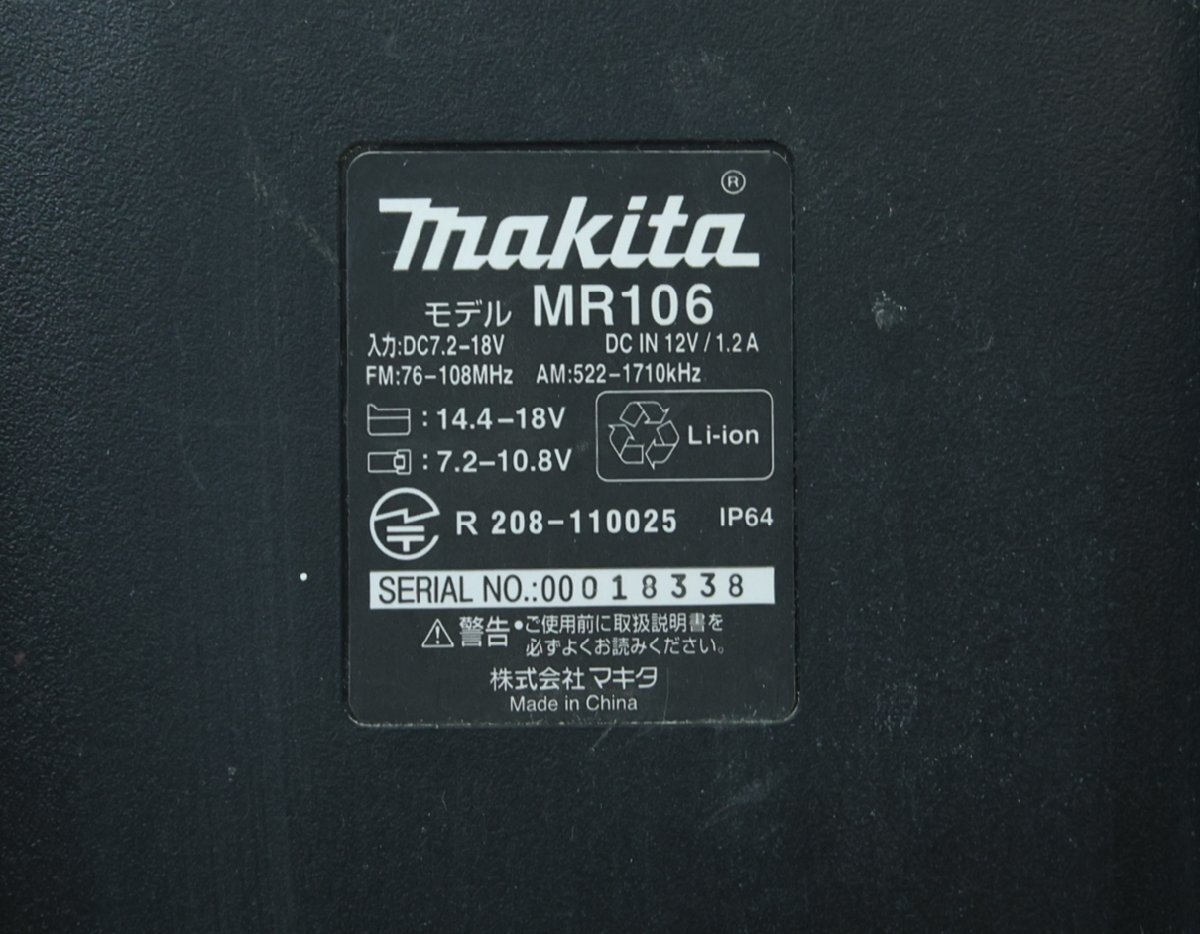 makita®
モデル MR106
入力:DC7.2-18V DC IN 12V/1.2A
FM:76-108MHz AM:522-1710kHz
:14.4-18V
Li-ion
:7.2-10.8V
R 208-110025 IP64
SERIAL NO.:00018338
警告 •ご使用前に取扱説明書を
必ずよくお読みください。
株式会社マキタ
Made in China